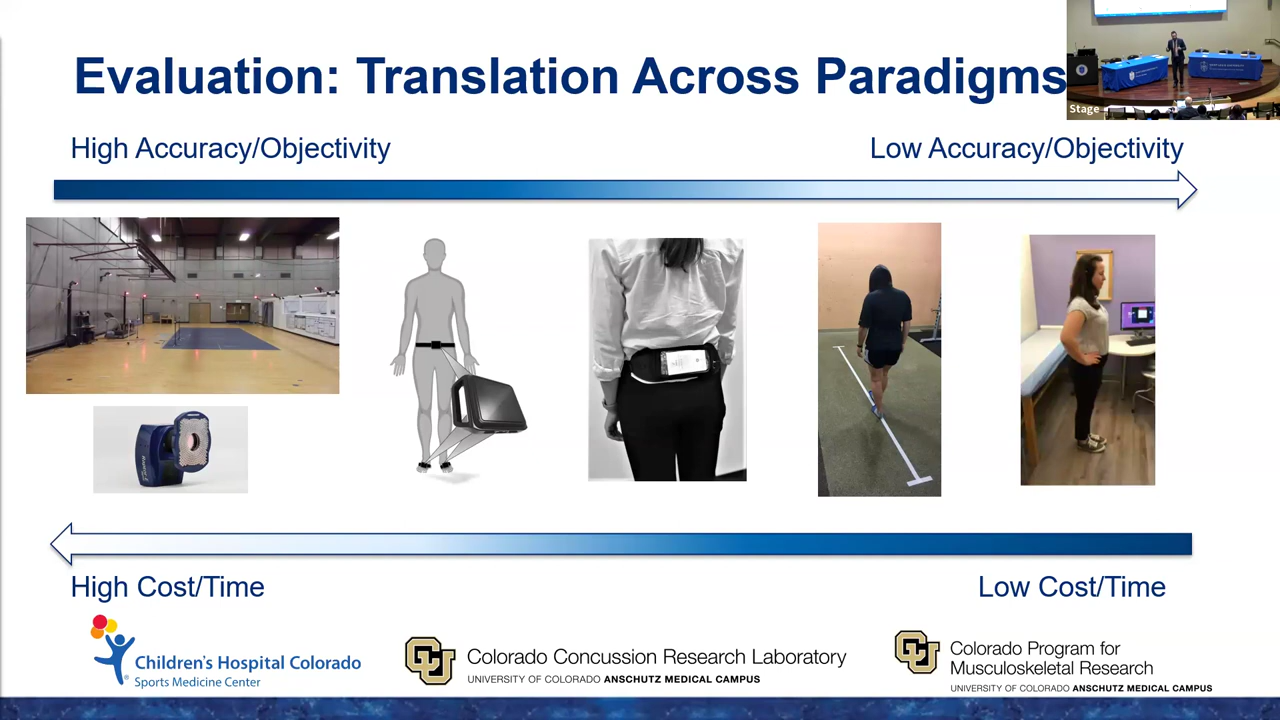 Evaluation: Translation Across Paradigms
Stage
High Accuracy/Objectivity
Low Accuracy/Objectivity
High Cost/Time
Low Cost/Time
Children's Hospital Colorado
Sports Medicine Center
CU
Colorado Concussion Research Laboratory
UNIVERSITY OF COLORADO ANSCHUTZ MEDICAL CAMPUS
CU
Colorado Program for
Musculoskeletal Research
UNIVERSITY OF COLORADO ANSCHUTZ MEDICAL CAMPUS